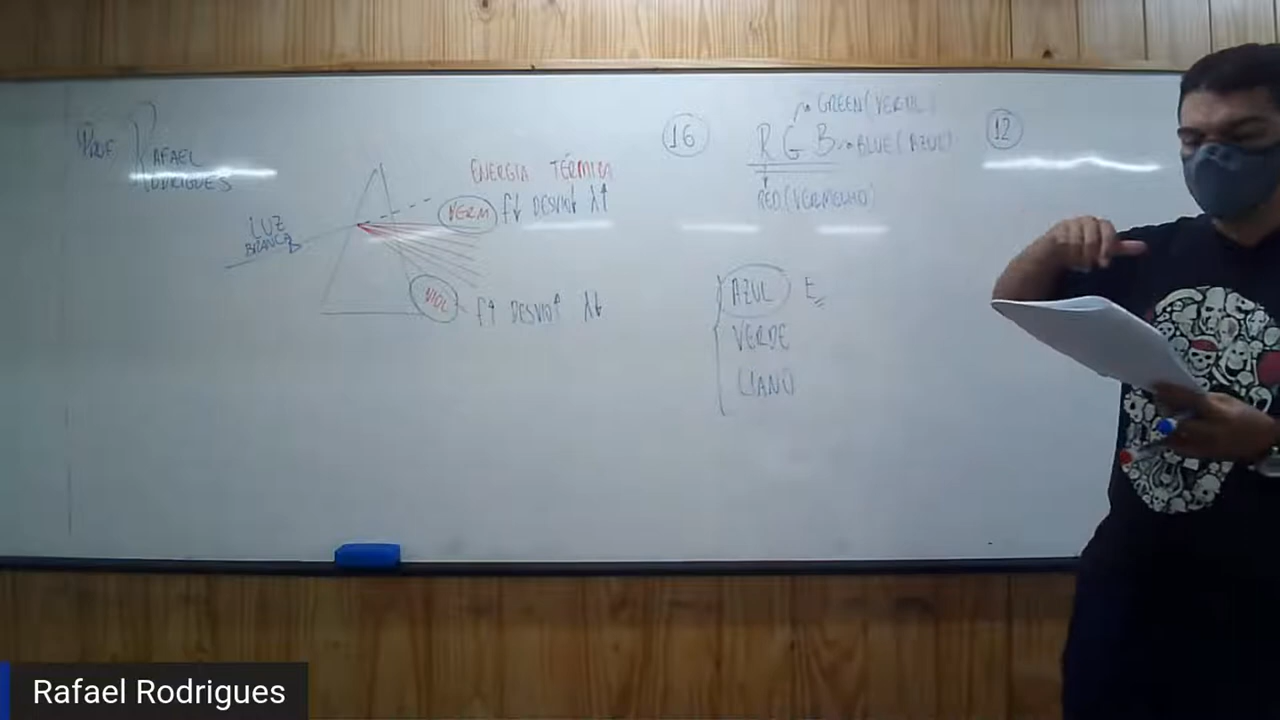 PROF RAFAEL
RODRIGUES
LUZ
BRANCA
ENERGIA TÉRMICA
VERM f↓ DESVIO↓ λ↑
VIOL f↑ DESVIO↑ λ↓
16
GREEN (VERDE)
R G B → BLUE (AZUL)
RED (VERMELHO)
AZUL E
VERDE
CIANO
12
Rafael Rodrigues